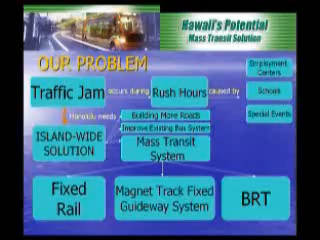 Hawaii's Potential
Mass Transit Solution
OUR PROBLEM
Employment
Centers
Traffic Jam
occurs during
Rush Hours
caused by
Schools
Honolulu needs
Building More Roads
Special Events
Improve Existing Bus System
ISLAND-WIDE
SOLUTION
Mass Transit
System
Fixed
Rail
Magnet Track Fixed
Guideway System
BRT